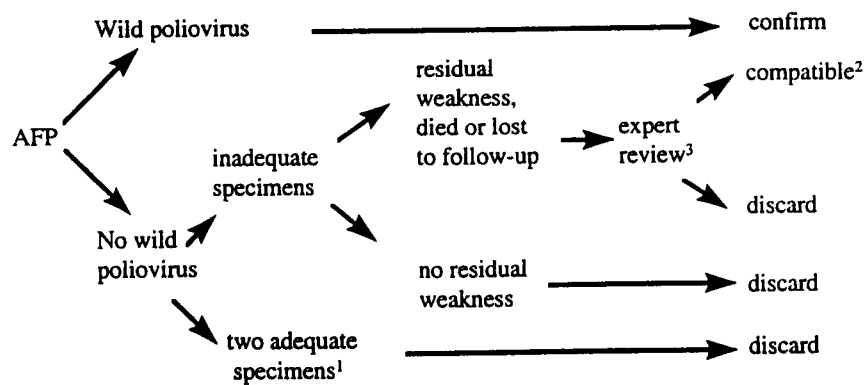 Wild poliovirus
confirm
residual
weakness,
died or lost
to follow-up
compatible²
AFP
expert
review³
inadequate
specimens
discard
No wild
poliovirus
no residual
weakness
discard
two adequate
specimens¹
discard